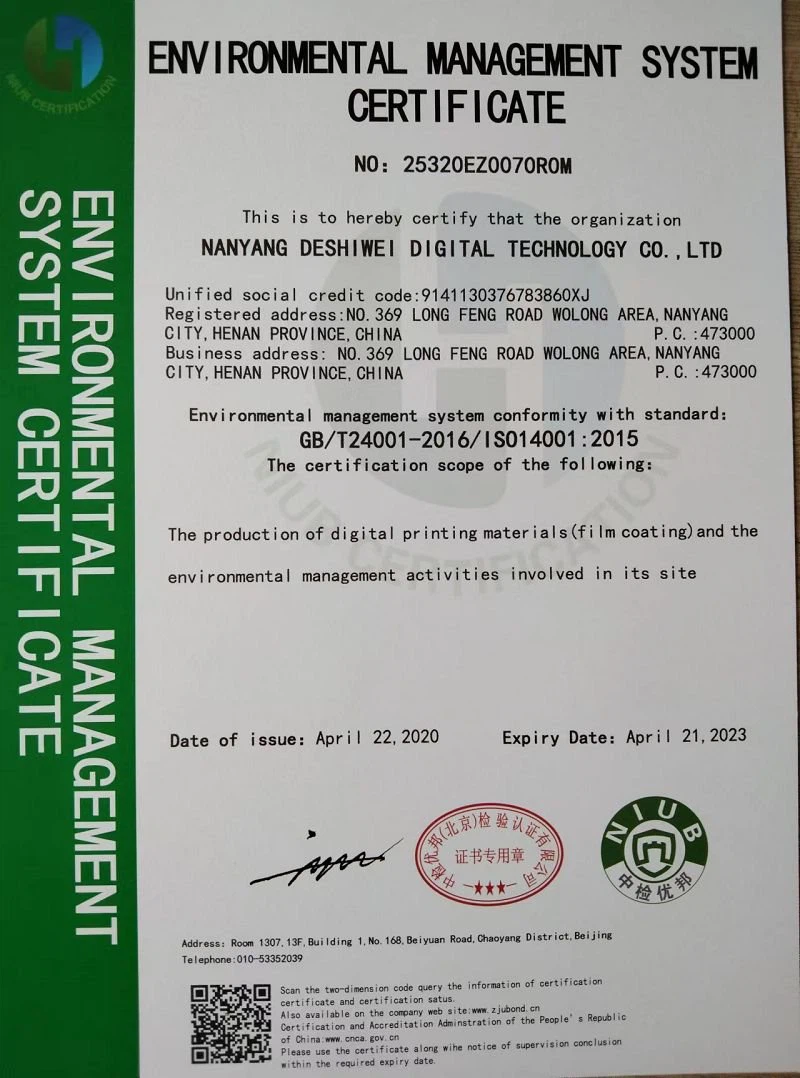 NIUB CERTIFICATION
ENVIRONMENTAL MANAGEMENT
SYSTEM CERTIFICATE
ENVIRONMENTAL MANAGEMENT SYSTEM
CERTIFICATE
NO: 25320EZ0070ROM
This is to hereby certify that the organization
NANYANG DESHIWEI DIGITAL TECHNOLOGY CO.,LTD
Unified social credit code:9141130376783860XJ
Registered address:NO.369 LONG FENG ROAD WOLONG AREA,NANYANG
CITY,HENAN PROVINCE,CHINA P.C.:473000
Business address: NO.369 LONG FENG ROAD WOLONG AREA,NANYANG
CITY,HENAN PROVINCE,CHINA P.C.:473000
Environmental management system conformity with standard:
GB/T24001-2016/ISO14001:2015
The certification scope of the following:
NIUB CERTIFICATION
The production of digital printing materials(film coating)and the
environmental management activities involved in its site
Date of issue: April 22,2020 Expiry Date: April 21,2023
中检优邦(北京)检验认证有限公司
证书专用章
NIUB
中检优邦
Address: Room 1307,13F,Building 1,No.168,Beiyuan Road,Chaoyang District,Beijing
Telephone:010-53352039
Scan the two-dimension code query the information of certification
certificate and certification satus.
Also available on the company web site:www.zjubond.cn
Certification and Accreditation Adminstration of the People's Republic
of China:www.cnca.gov.cn
Please use the certificate along wihe notice of supervision conclusion
within the required expiry date.